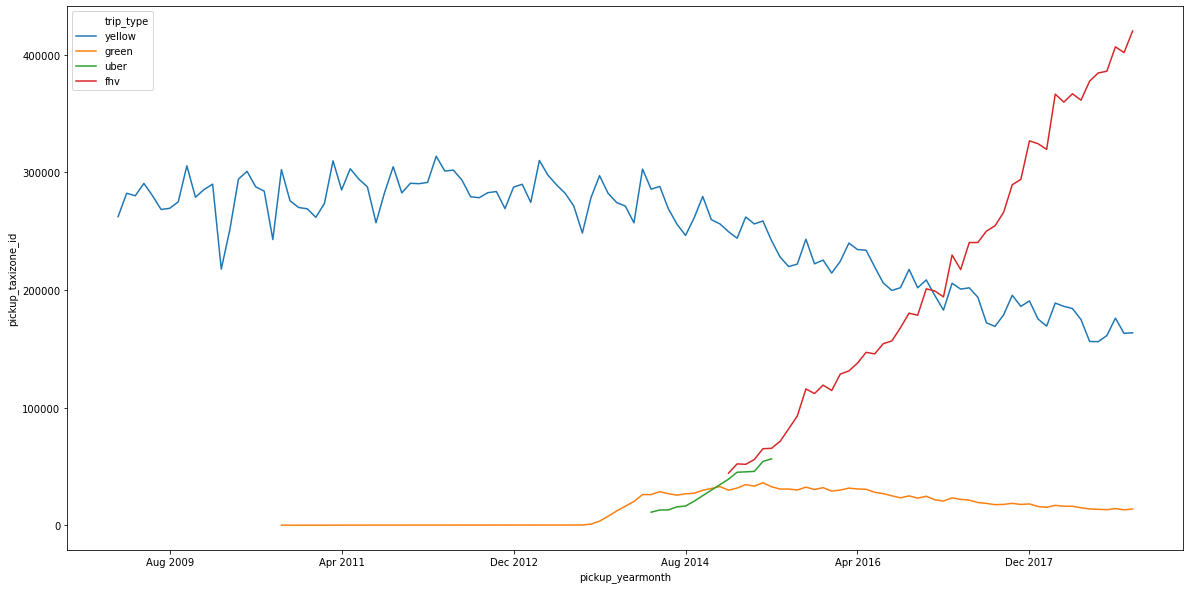 trip_type
yellow
green
uber
fhv
400000
300000
200000
100000
0
pickup_taxizone_id
Aug 2009 Apr 2011 Dec 2012 Aug 2014 Apr 2016 Dec 2017
pickup_yearmonth